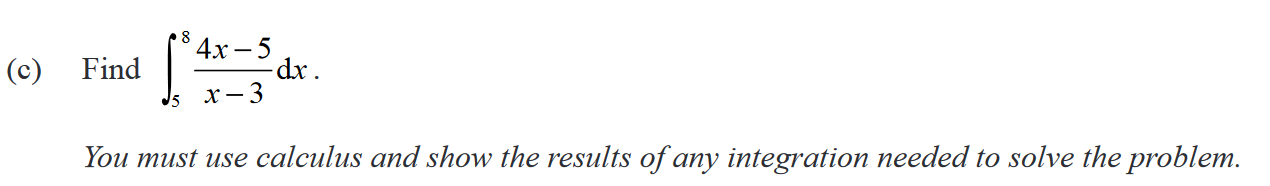 (c) Find ∫₅⁸ (4x − 5)/(x − 3) dx .
You must use calculus and show the results of any integration needed to solve the problem.